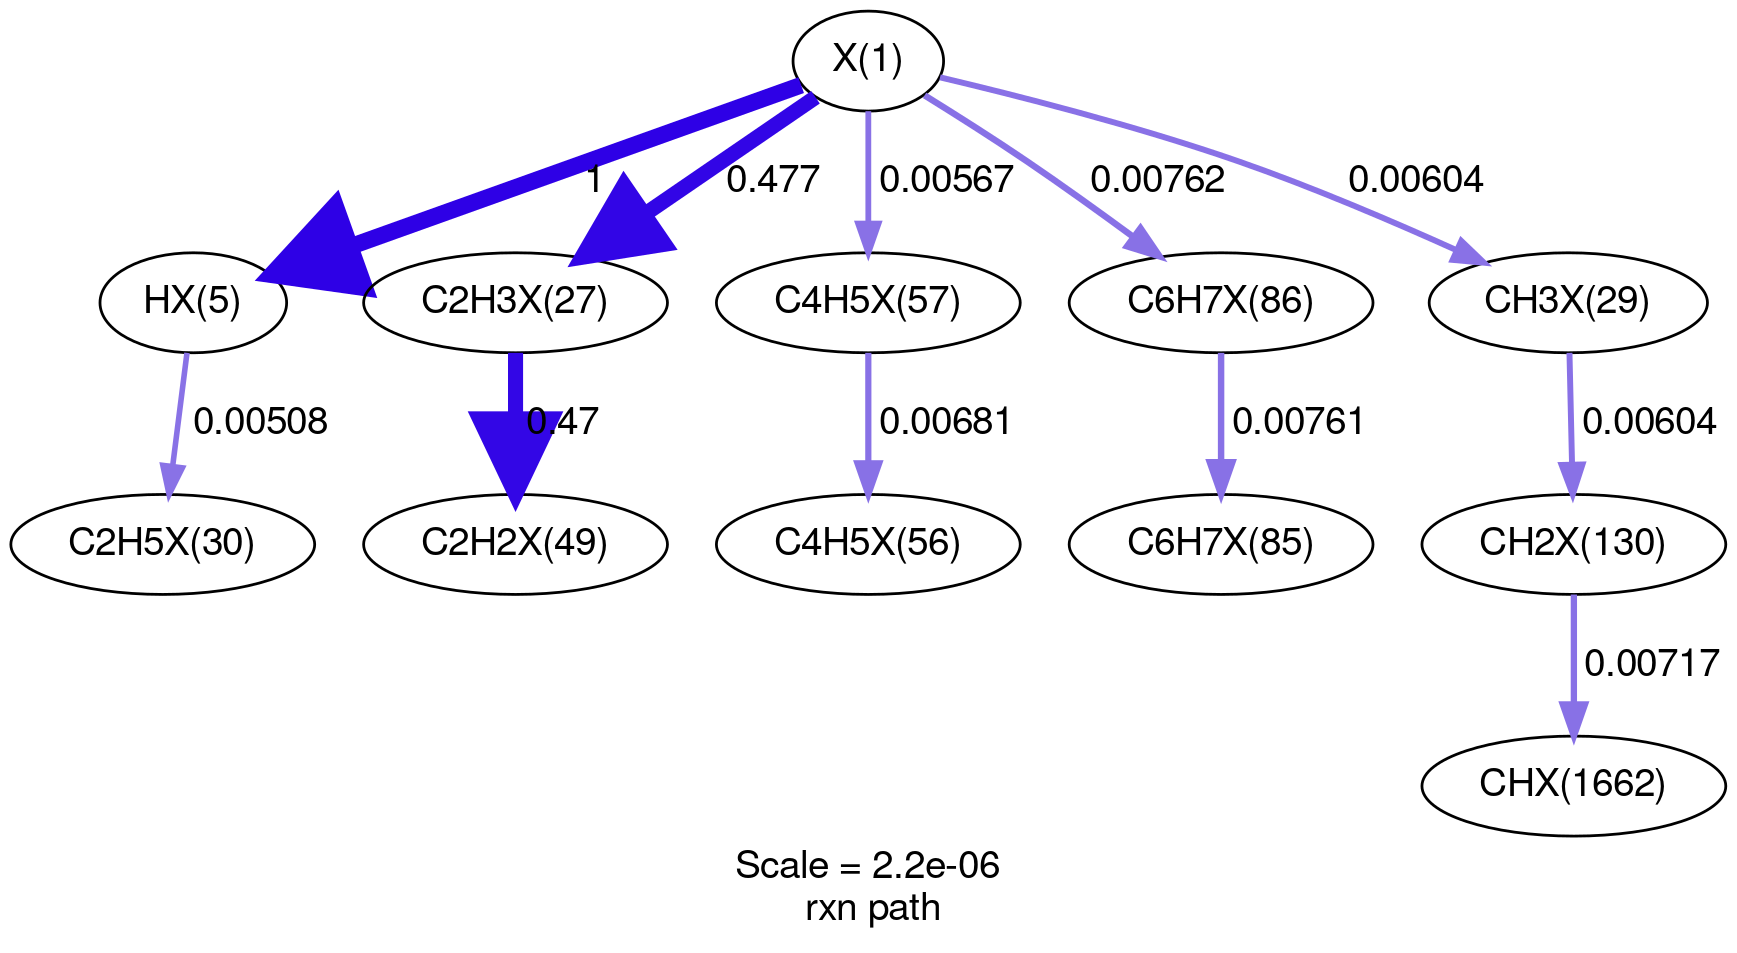 X(1)
1
0.477
0.00567
0.00762
0.00604
HX(5)
C2H3X(27)
C4H5X(57)
C6H7X(86)
CH3X(29)
0.00508
0.47
0.00681
0.00761
0.00604
C2H5X(30)
C2H2X(49)
C4H5X(56)
C6H7X(85)
CH2X(130)
0.00717
CHX(1662)
Scale = 2.2e-06
rxn path